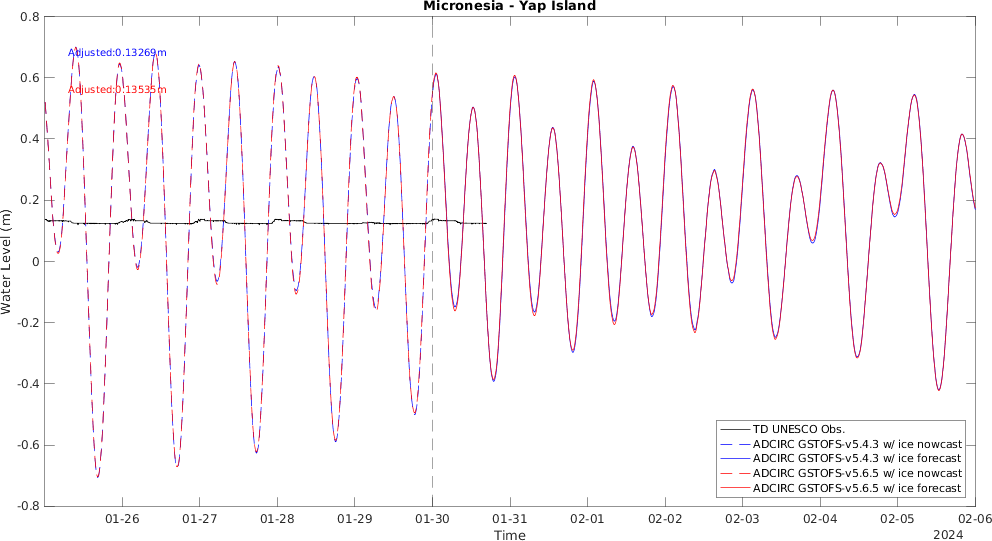 Micronesia - Yap Island
0.8
0.6
0.4
0.2
0
-0.2
-0.4
-0.6
-0.8
Water Level (m)
Adjusted:0.13269m
Adjusted:0.13535m
TD UNESCO Obs.
ADCIRC GSTOFS-v5.4.3 w/ ice nowcast
ADCIRC GSTOFS-v5.4.3 w/ ice forecast
ADCIRC GSTOFS-v5.6.5 w/ ice nowcast
ADCIRC GSTOFS-v5.6.5 w/ ice forecast
01-26 01-27 01-28 01-29 01-30 01-31 02-01 02-02 02-03 02-04 02-05 02-06
Time
2024